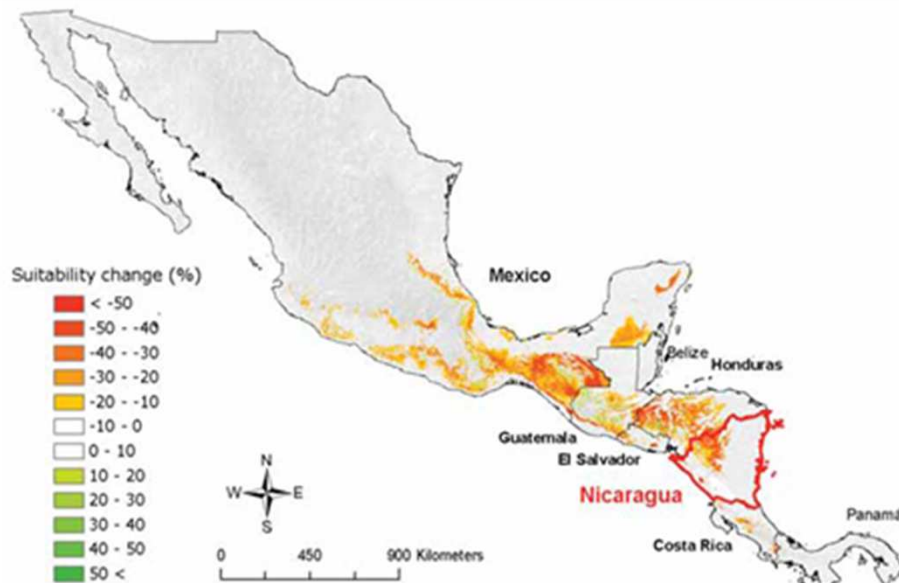 Mexico
Suitability change (%)
< -50
-50 - -40
-40 - -30
-30 - -20
-20 - -10
-10 - 0
0 - 10
10 - 20
20 - 30
30 - 40
40 - 50
50 <
Belize
Honduras
Guatemala
El Salvador
Nicaragua
Costa Rica
Panamá
N
W E
S
0 450 900 Kilometers